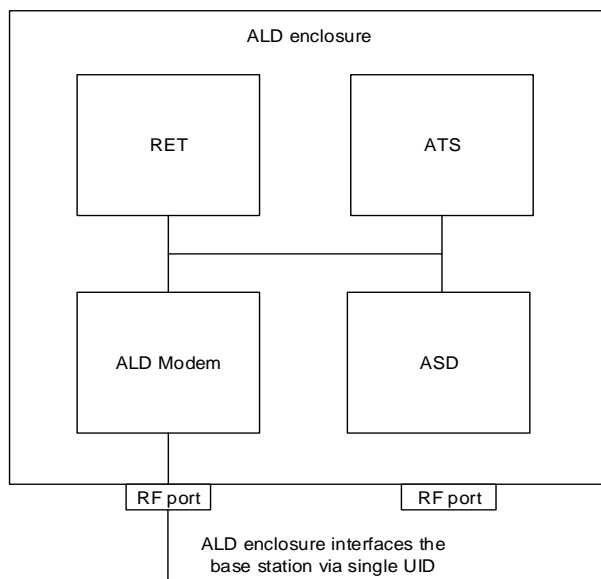 ALD enclosure
RET
ATS
ALD Modem
ASD
RF port
RF port
ALD enclosure interfaces the
base station via single UID